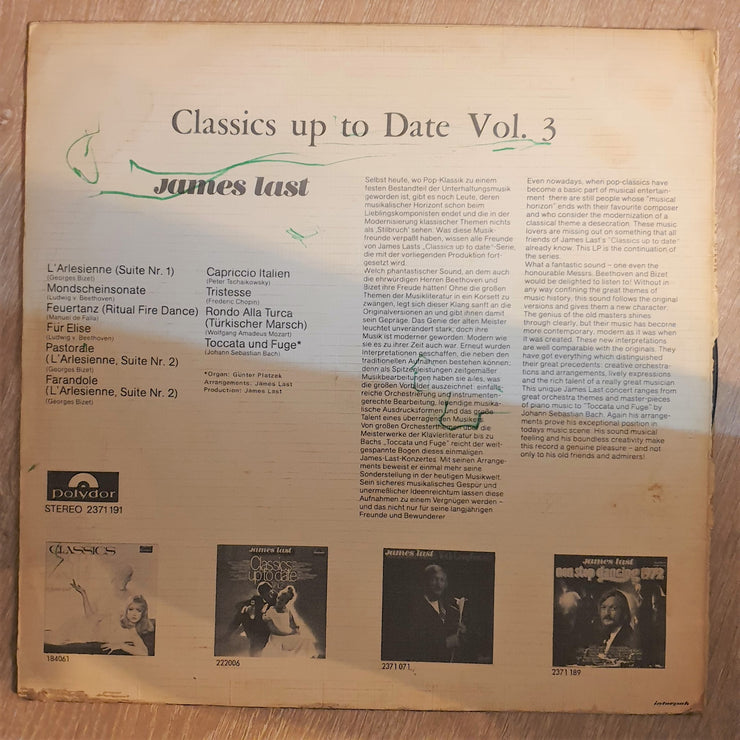 Classics up to Date Vol. 3
james last
L'Arlesienne (Suite Nr. 1)
(Georges Bizet)
Mondscheinsonate
(Ludwig v. Beethoven)
Feuertanz (Ritual Fire Dance)
(Manuel de Falla)
Für Elise
(Ludwig v. Beethoven)
Pastorale
(L'Arlesienne, Suite Nr. 2)
(Georges Bizet)
Farandole
(L'Arlesienne, Suite Nr. 2)
(Georges Bizet)
Capriccio Italien
(Peter Tschaikowsky)
Tristesse
(Frederic Chopin)
Rondo Alla Turca
(Türkischer Marsch)
(Wolfgang Amadeus Mozart)
Toccata und Fuge*
(Johann Sebastian Bach)
*Organ: Günter Platzek
Arrangements: James Last
Production: James Last
Selbst heute, wo Pop-Klassik zu einem
festen Bestandteil der Unterhaltungsmusik
geworden ist, gibt es noch Leute, deren
musikalischer Horizont schon beim
Lieblingskomponisten endet und die in der
Modernisierung klassischer Themen nichts
als ‚Stilbruch' sehen. Was diese Musik-
freunde verpaßt haben, wissen alle Freunde
von James Lasts „Classics up to date"-Serie,
die mit der vorliegenden Produktion fort-
gesetzt wird.
Welch phantastischer Sound, an dem auch
die ehrwürdigen Herren Beethoven und
Bizet ihre Freude hätten! Ohne die großen
Themen der Musikliteratur in ein Korsett zu
zwängen, legt sich dieser Klang sanft an die
Originalversionen an und gibt ihnen damit
sein Gepräge. Das Genie der alten Meister
leuchtet unverändert stark, doch ihre
Musik ist moderner geworden: Modern wie
sie es zu ihrer Zeit auch war. Erneut wurden
Interpretationen geschaffen, die neben den
traditionellen Aufnahmen bestehen können,
denn als Spitzenleistungen zeitgemäßer
Musikbearbeitungen haben sie alles, was
die großen Vorbilder auszeichnet: einfalls-
reiche Orchestrierung und instrumenten-
gerechte Bearbeitung, lebendige musika-
lische Ausdrucksformen und das große
Talent eines überragenden Musikers.
Von großen Orchesterthemen über die
Meisterwerke der Klavierliteratur bis zu
Bachs „Toccata und Fuge" reicht der weit-
gespannte Bogen dieses einmaligen
James-Last-Konzertes. Mit seinen Arrange-
ments beweist er einmal mehr seine
Sonderstellung in der heutigen Musikwelt.
Sein sicheres musikalisches Gespür und
unermeßlicher Ideenreichtum lassen diese
Aufnahmen zu einem Vergnügen werden –
und das nicht nur für seine langjährigen
Freunde und Bewunderer.
Even nowadays, when pop-classics have
become a basic part of musical entertain-
ment there are still people whose "musical
horizon" ends with their favourite composer
and who consider the modernization of a
classical theme a desecration. These music
lovers are missing out on something that all
friends of James Last's "Classics up to date"
already know. This LP is the continuation of
the series.
What a fantastic sound – one even the
honourable Messrs. Beethoven and Bizet
would be delighted to listen to! Without in
any way confining the great themes of
music history, this sound follows the original
versions and gives them a new character.
The genius of the old masters shines
through clearly, but their music has become
more contemporary, modern as it was when
it was created. These new interpretations
are well comparable with the originals. They
have got everything which distinguished
their great precedents: creative orchestra-
tions and arrangements, lively expressions
and the rich talent of a really great musician
This unique James Last concert ranges from
great orchestra themes and master-pieces
of piano music to "Toccata und Fuge" by
Johann Sebastian Bach. Again his arrange-
ments prove his exceptional position in
todays music scene. His sound musical
feeling and his boundless creativity make
this record a genuine pleasure – and not
only to his old friends and admirers!
polydor
STEREO 2371 191
CLASSICS
184061
james last
Classics
up to date
222006
james last
2371 071
james last
non stop dancing 1972
2371 189
interpak